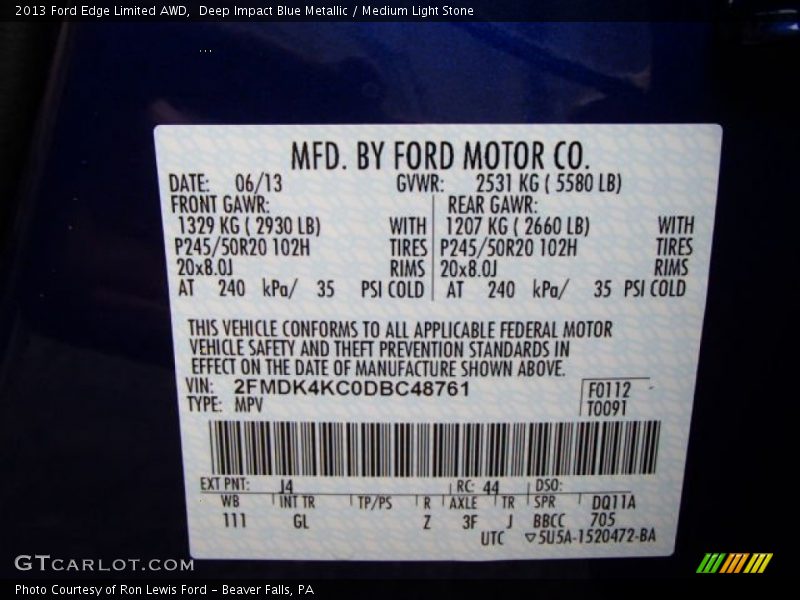 2013 Ford Edge Limited AWD,  Deep Impact Blue Metallic / Medium Light Stone
MFD. BY FORD MOTOR CO.
DATE: 06/13 GVWR: 2531 KG ( 5580 LB)
FRONT GAWR: REAR GAWR:
1329 KG ( 2930 LB) WITH 1207 KG ( 2660 LB) WITH
P245/50R20 102H TIRES P245/50R20 102H TIRES
20x8.0J RIMS 20x8.0J RIMS
AT 240 kPa/ 35 PSI COLD AT 240 kPa/ 35 PSI COLD
THIS VEHICLE CONFORMS TO ALL APPLICABLE FEDERAL MOTOR
VEHICLE SAFETY AND THEFT PREVENTION STANDARDS IN
EFFECT ON THE DATE OF MANUFACTURE SHOWN ABOVE.
VIN: 2FMDK4KC0DBC48761 F0112
TYPE: MPV T0091
EXT PNT: J4 RC: 44 DSO:
WB INT TR TP/PS R AXLE TR SPR DQ11A
111 GL Z 3F J BBCC 705
UTC ▽5U5A-1520472-BA
GTCARLOT.COM
Photo Courtesy of Ron Lewis Ford - Beaver Falls, PA